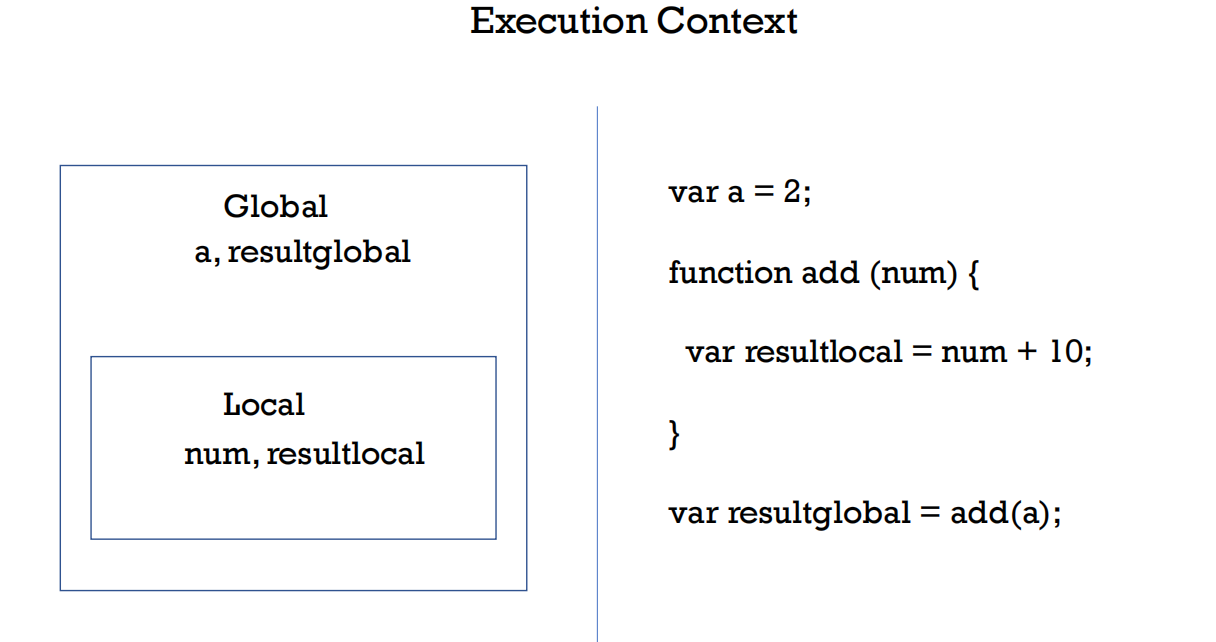 Execution Context
Global
a, resultglobal
Local
num, resultlocal
var a = 2;
function add (num) {
var resultlocal = num + 10;
}
var resultglobal = add(a);